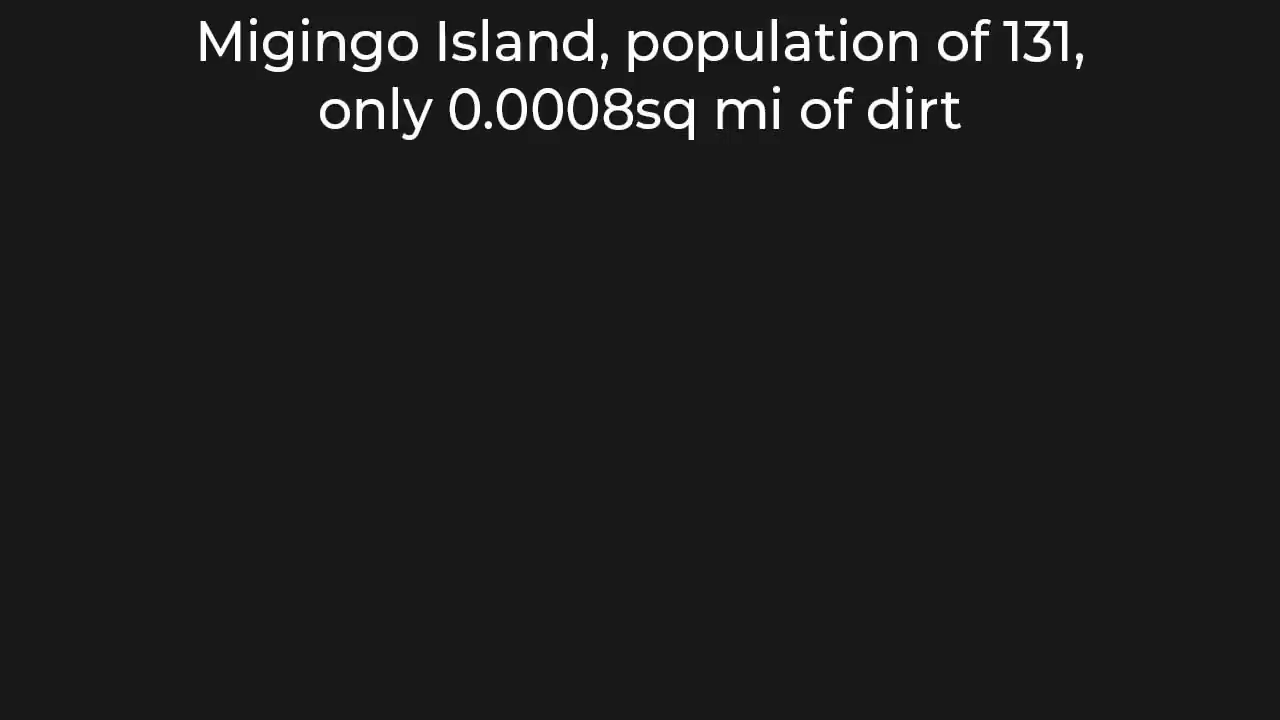 Migingo Island, population of 131,
only 0.0008sq mi of dirt